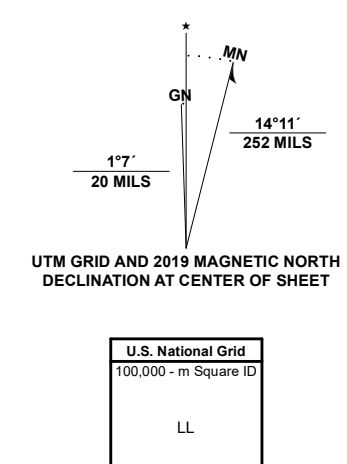 ★
MN
GN
14°11´
252 MILS
1°7´
20 MILS
UTM GRID AND 2019 MAGNETIC NORTH
DECLINATION AT CENTER OF SHEET
U.S. National Grid
100,000 - m Square ID
LL